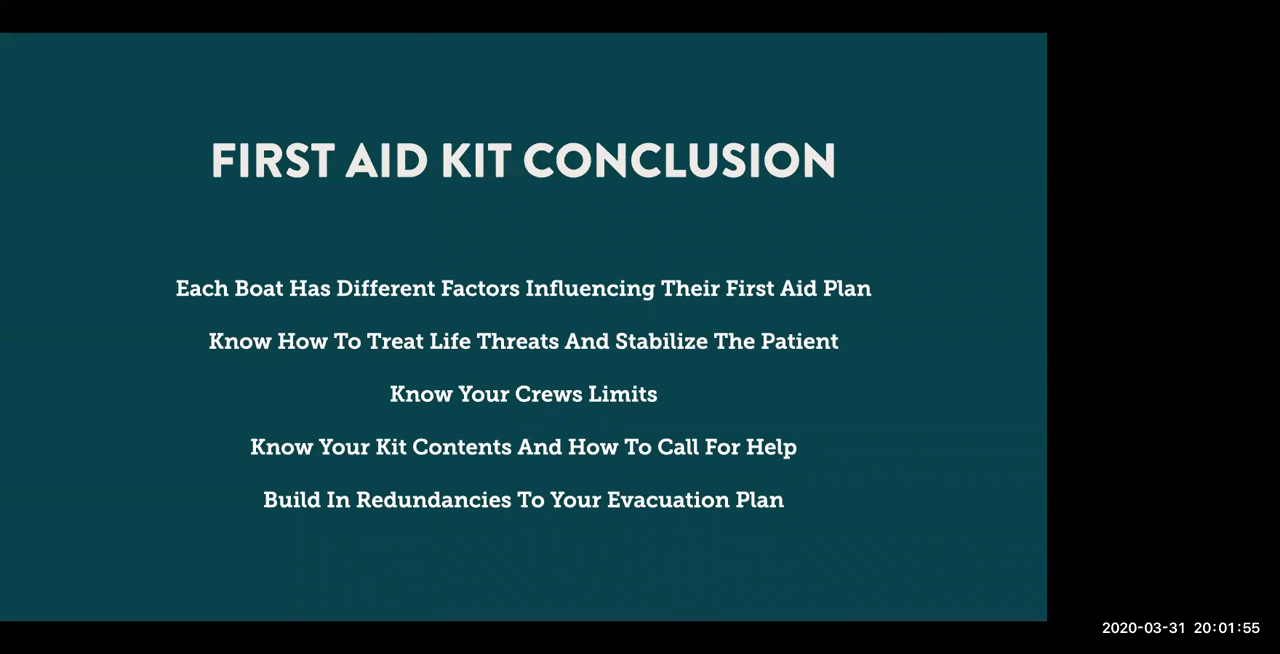 FIRST AID KIT CONCLUSION
Each Boat Has Different Factors Influencing Their First Aid Plan
Know How To Treat Life Threats And Stabilize The Patient
Know Your Crews Limits
Know Your Kit Contents And How To Call For Help
Build In Redundancies To Your Evacuation Plan
2020-03-31 20:01:55